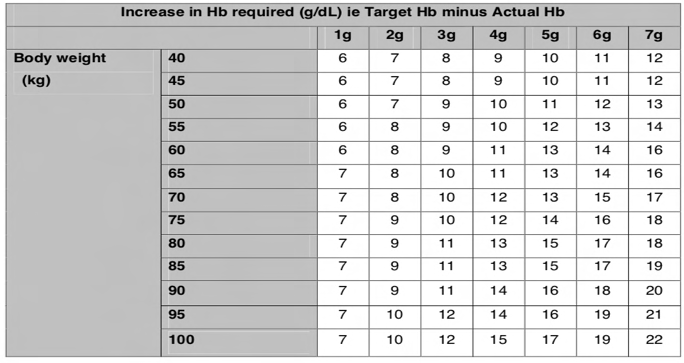 Increase in Hb required (g/dL) ie Target Hb minus Actual Hb
1g 2g 3g 4g 5g 6g 7g
Body weight 40 6 7 8 9 10 11 12
(kg) 45 6 7 8 9 10 11 12
50 6 7 9 10 11 12 13
55 6 8 9 10 12 13 14
60 6 8 9 11 13 14 16
65 7 8 10 11 13 14 16
70 7 8 10 12 13 15 17
75 7 9 10 12 14 16 18
80 7 9 11 13 15 17 18
85 7 9 11 13 15 17 19
90 7 9 11 14 16 18 20
95 7 10 12 14 16 19 21
100 7 10 12 15 17 19 22